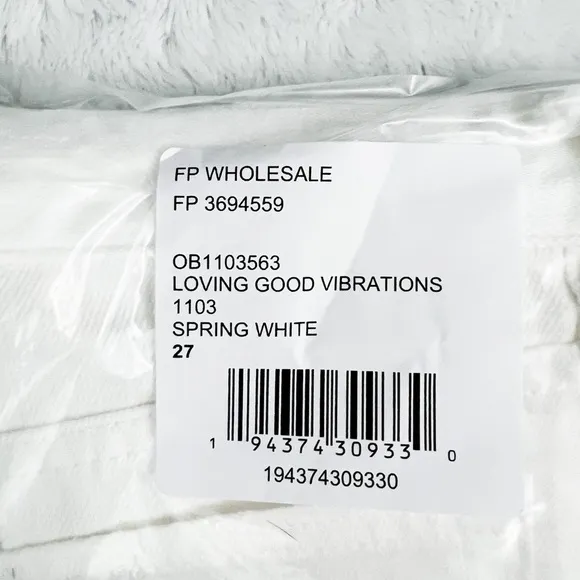 FP WHOLESALE
FP 3694559
OB1103563
LOVING GOOD VIBRATIONS
1103
SPRING WHITE
27
1 94374 30933 0
194374309330